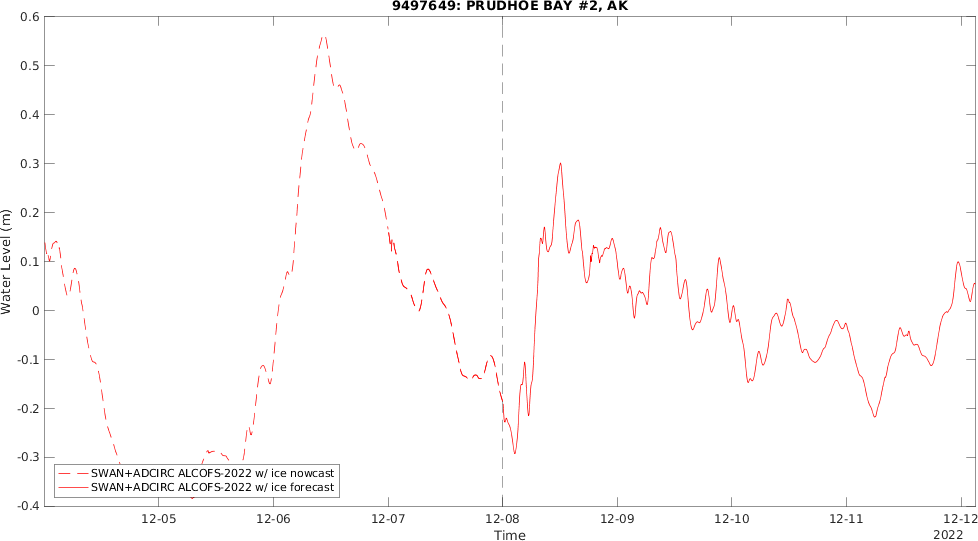 9497649: PRUDHOE BAY #2, AK
0.6
0.5
0.4
0.3
0.2
0.1
0
-0.1
-0.2
-0.3
-0.4
Water Level (m)
SWAN+ADCIRC ALCOFS-2022 w/ ice nowcast
SWAN+ADCIRC ALCOFS-2022 w/ ice forecast
12-05 12-06 12-07 12-08 12-09 12-10 12-11 12-12
Time
2022